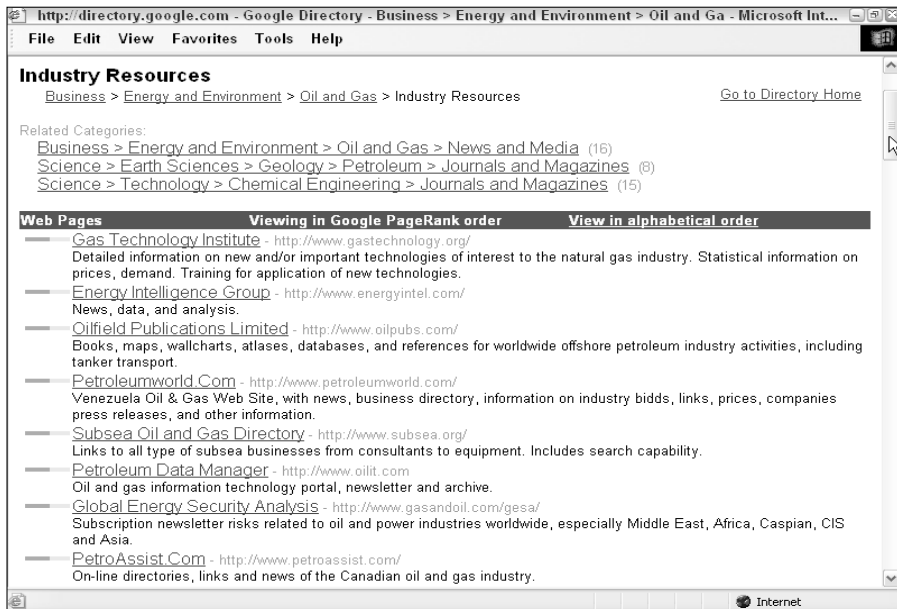 http://directory.google.com - Google Directory - Business > Energy and Environment > Oil and Ga - Microsoft Int...
File Edit View Favorites Tools Help
Industry Resources
Business > Energy and Environment > Oil and Gas > Industry Resources Go to Directory Home
Related Categories:
Business > Energy and Environment > Oil and Gas > News and Media (16)
Science > Earth Sciences > Geology > Petroleum > Journals and Magazines (8)
Science > Technology > Chemical Engineering > Journals and Magazines (15)
Web Pages Viewing in Google PageRank order View in alphabetical order
Gas Technology Institute - http://www.gastechnology.org/
Detailed information on new and/or important technologies of interest to the natural gas industry. Statistical information on
prices, demand. Training for application of new technologies.
Energy Intelligence Group - http://www.energyintel.com/
News, data, and analysis.
Oilfield Publications Limited - http://www.oilpubs.com/
Books, maps, wallcharts, atlases, databases, and references for worldwide offshore petroleum industry activities, including
tanker transport.
Petroleumworld.Com - http://www.petroleumworld.com/
Venezuela Oil & Gas Web Site, with news, business directory, information on industry bids, links, prices, companies
press releases, and other information.
Subsea Oil and Gas Directory - http://www.subsea.org/
Links to all type of subsea businesses from consultants to equipment. Includes search capability.
Petroleum Data Manager - http://www.oilit.com
Oil and gas information technology portal, newsletter and archive.
Global Energy Security Analysis - http://www.gasandoil.com/gesa/
Subscription newsletter risks related to oil and power industries worldwide, especially Middle East, Africa, Caspian, CIS
and Asia.
PetroAssist.Com - http://www.petroassist.com/
On-line directories, links and news of the Canadian oil and gas industry.
Internet